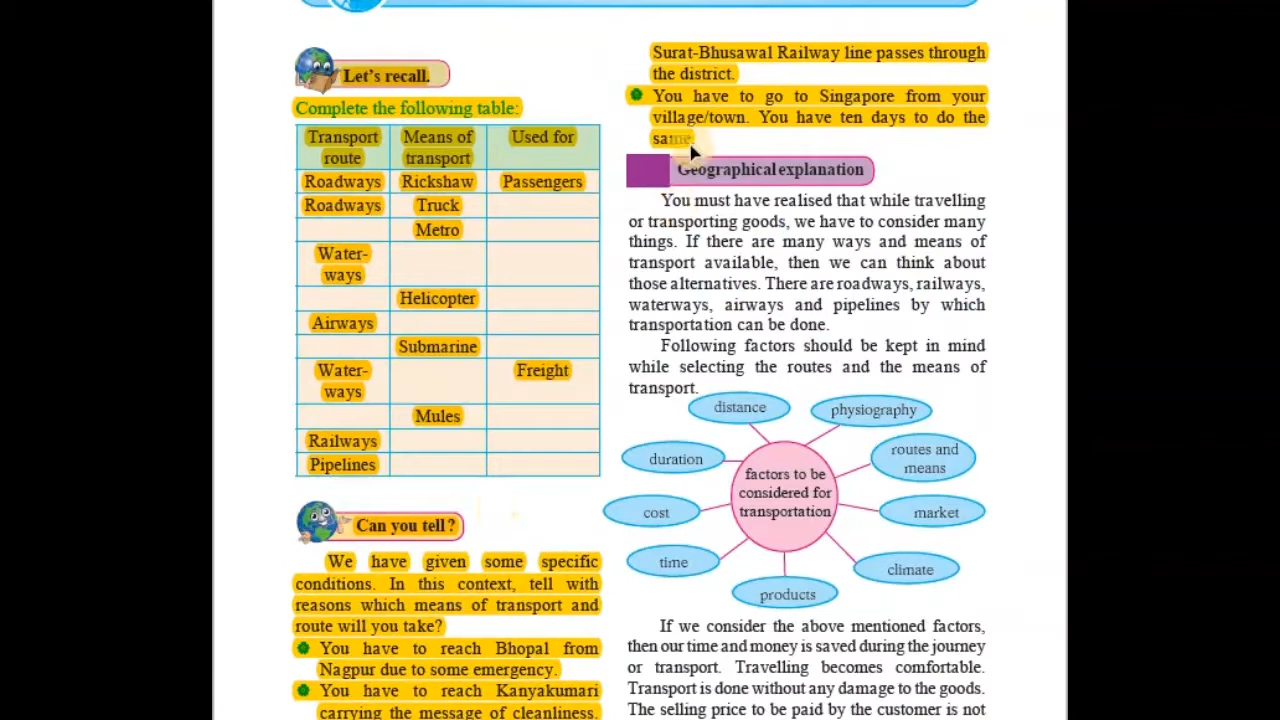 Let's recall.
Complete the following table:
Transport route Means of transport Used for
Roadways Rickshaw Passengers
Roadways Truck
Metro
Water-
ways
Helicopter
Airways
Submarine
Water- Freight
ways
Mules
Railways
Pipelines
Can you tell ?
We have given some specific
conditions. In this context, tell with
reasons which means of transport and
route will you take?
You have to reach Bhopal from
Nagpur due to some emergency.
You have to reach Kanyakumari
carrying the message of cleanliness.
Surat-Bhusawal Railway line passes through
the district.
You have to go to Singapore from your
village/town. You have ten days to do the
same.
Geographical explanation
You must have realised that while travelling
or transporting goods, we have to consider many
things. If there are many ways and means of
transport available, then we can think about
those alternatives. There are roadways, railways,
waterways, airways and pipelines by which
transportation can be done.
Following factors should be kept in mind
while selecting the routes and the means of
transport.
distance
physiography
duration
routes and
means
factors to be
considered for
transportation
cost
market
time
climate
products
If we consider the above mentioned factors,
then our time and money is saved during the journey
or transport. Travelling becomes comfortable.
Transport is done without any damage to the goods.
The selling price to be paid by the customer is not